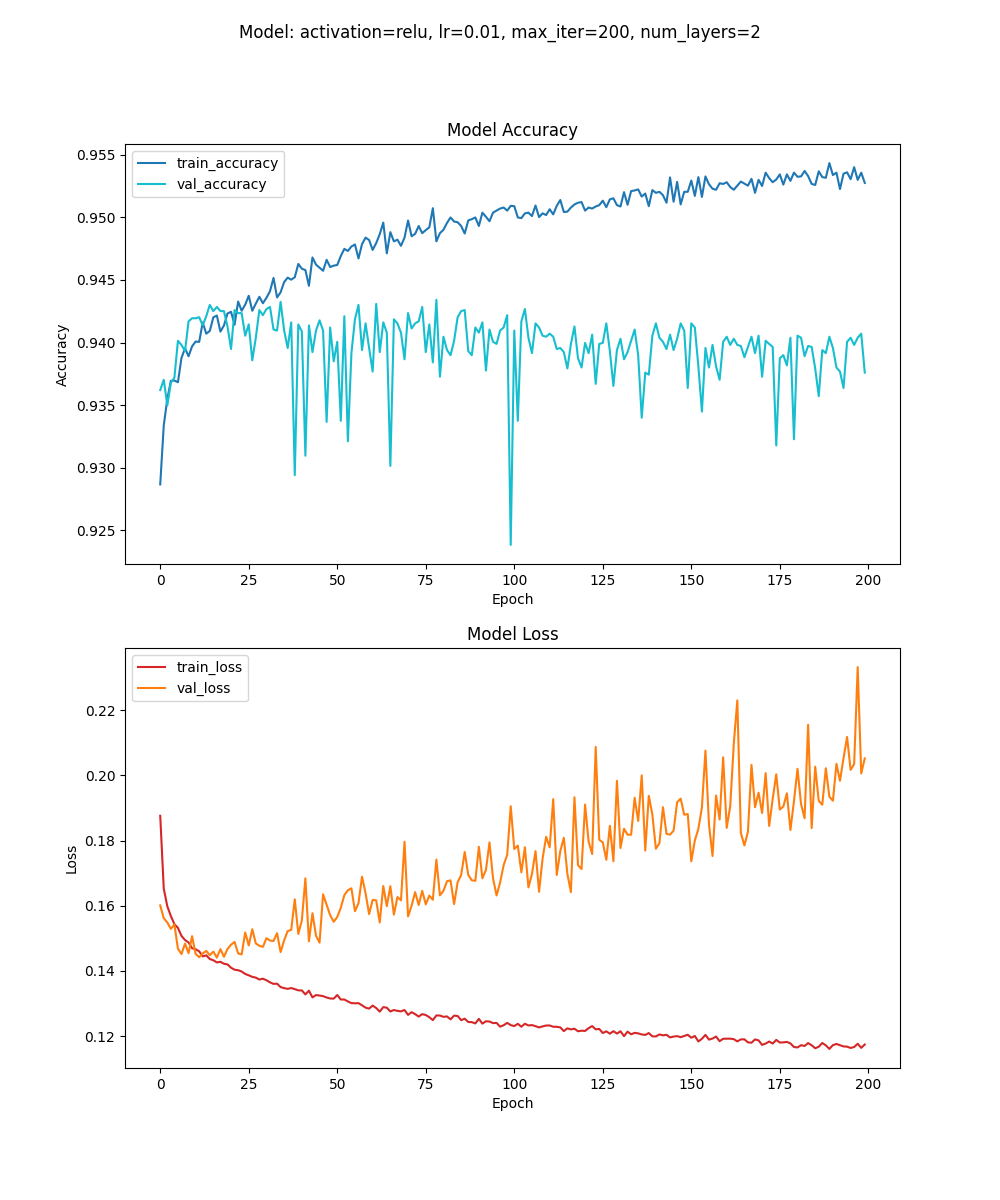 Model: activation=relu, lr=0.01, max_iter=200, num_layers=2
Model Accuracy
train_accuracy
val_accuracy
0.955
0.950
0.945
0.940
0.935
0.930
0.925
Accuracy
0 25 50 75 100 125 150 175 200
Epoch
Model Loss
train_loss
val_loss
0.22
0.20
0.18
0.16
0.14
0.12
Loss
0 25 50 75 100 125 150 175 200
Epoch